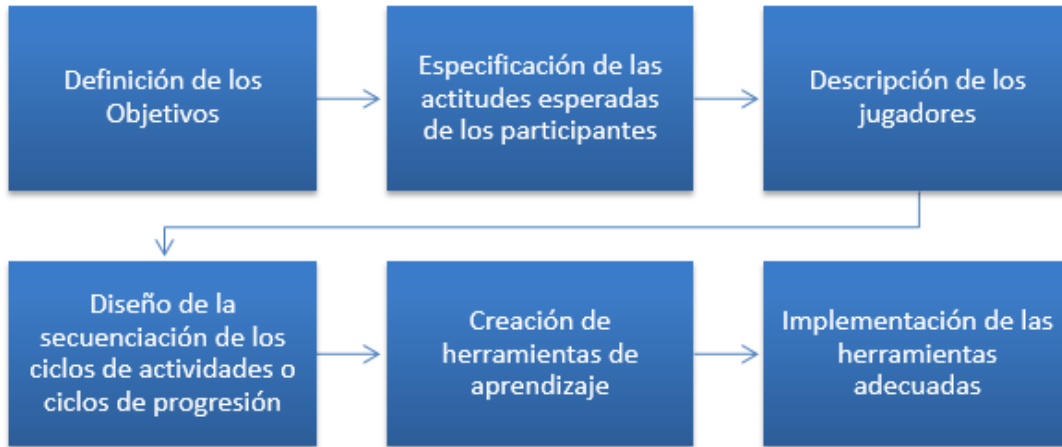 Definición de los
Objetivos
Especificación de las
actitudes esperadas
de los participantes
Descripción de los
jugadores
Diseño de la
secuenciación de los
ciclos de actividades o
ciclos de progresión
Creación de
herramientas de
aprendizaje
Implementación de las
herramientas
adecuadas